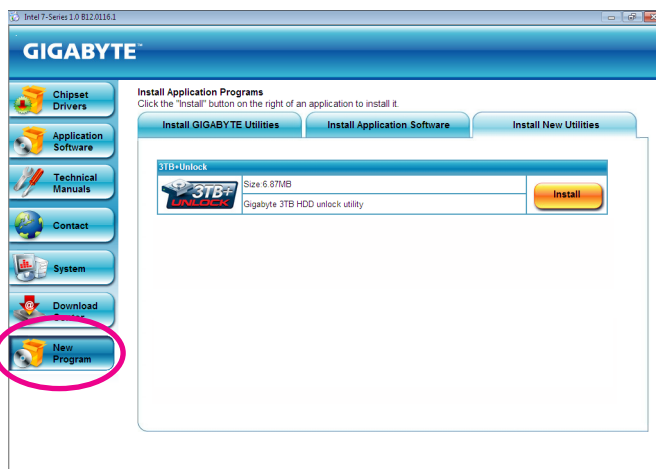 Intel 7-Series 1.0 B12.0116.1
GIGABYTE™
Chipset
Drivers
Application
Software
Technical
Manuals
Contact
System
Download
Center
New
Program
Install Application Programs
Click the "Install" button on the right of an application to install it.
Install GIGABYTE Utilities
Install Application Software
Install New Utilities
3TB+Unlock
3TB+
UNLOCK
Size:6.87MB
Gigabyte 3TB HDD unlock utility
Install